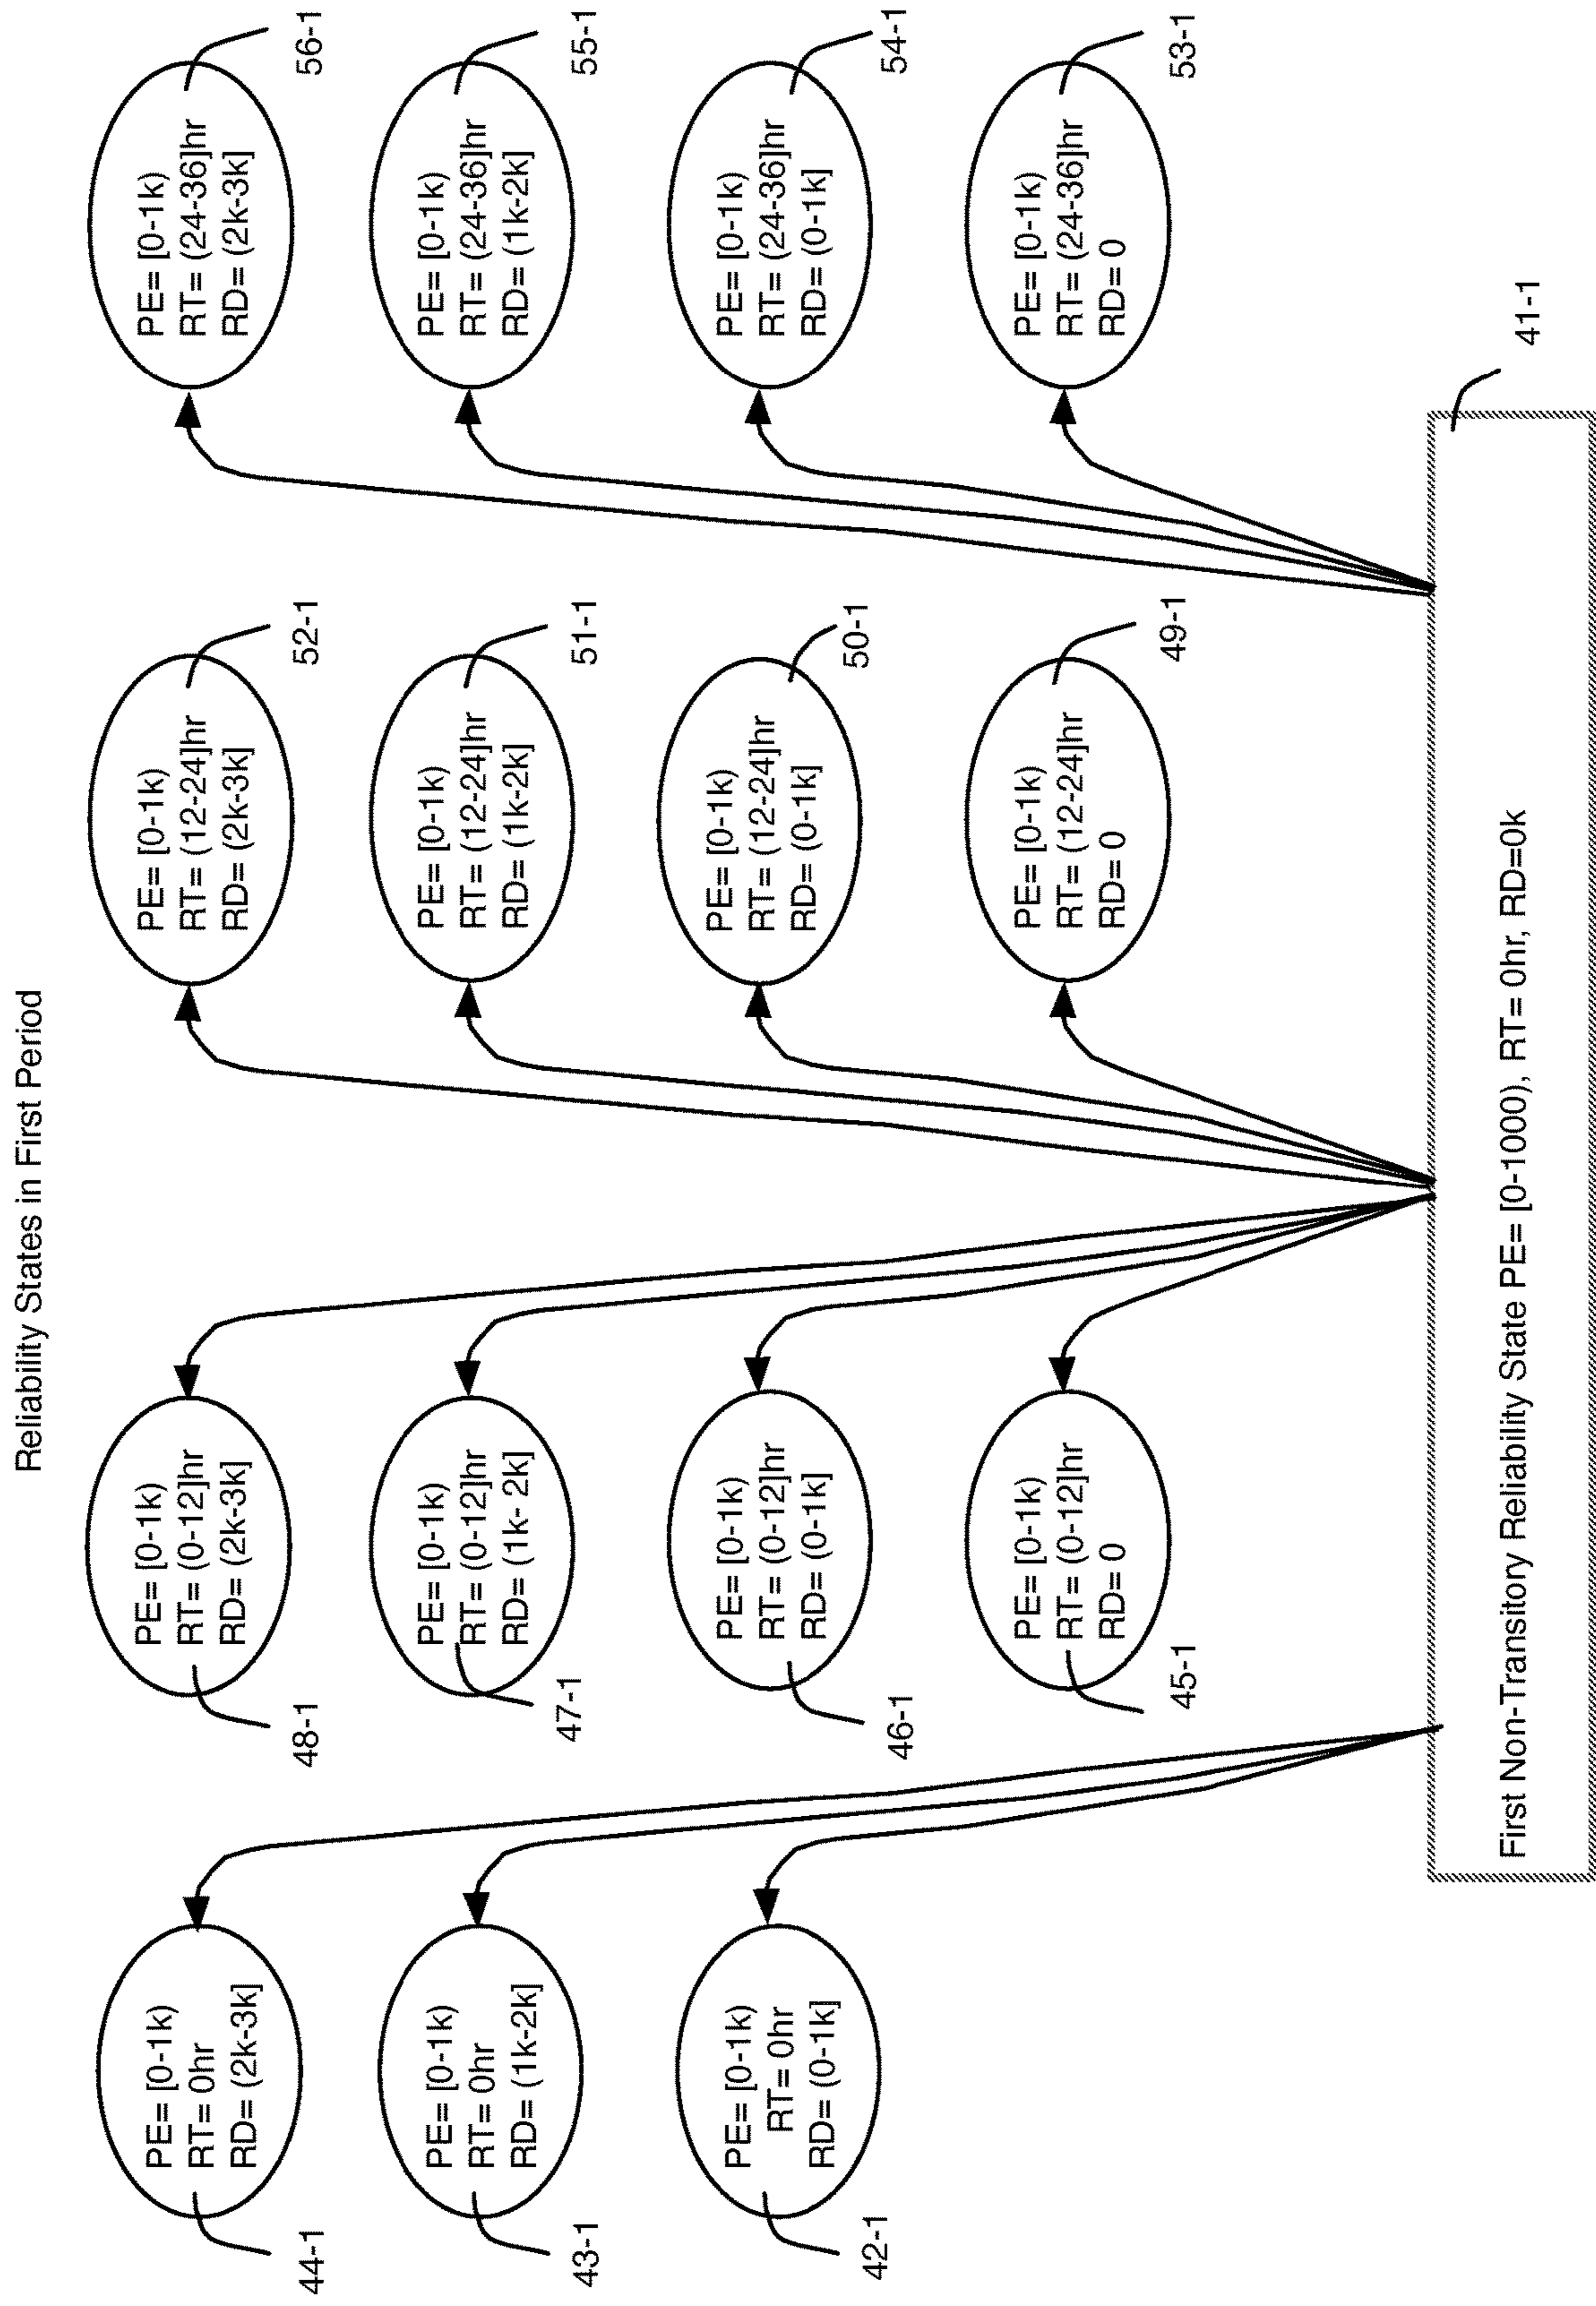 Reliability States in First Period
PE= [0-1k)
RT= 0hr
RD= (2k-3k]
44-1
PE= [0-1k)
RT= (0-12]hr
RD= (2k-3k]
48-1
PE= [0-1k)
RT= (12-24]hr
RD= (2k-3k]
52-1
PE= [0-1k)
RT= (24-36]hr
RD= (2k-3k]
56-1
PE= [0-1k)
RT= 0hr
RD= (1k-2k]
43-1
PE= [0-1k)
RT= (0-12]hr
RD= (1k- 2k]
47-1
PE= [0-1k)
RT= (12-24]hr
RD= (1k-2k]
51-1
PE= [0-1k)
RT= (24-36]hr
RD= (1k-2k]
55-1
PE= [0-1k)
RT= 0hr
RD= (0-1k]
42-1
PE= [0-1k)
RT= (0-12]hr
RD= (0-1k]
46-1
PE= [0-1k)
RT= (12-24]hr
RD= (0-1k]
50-1
PE= [0-1k)
RT= (24-36]hr
RD= (0-1k]
54-1
PE= [0-1k)
RT= (0-12]hr
RD= 0
45-1
PE= [0-1k)
RT= (12-24]hr
RD= 0
49-1
PE= [0-1k)
RT= (24-36]hr
RD= 0
53-1
First Non-Transitory Reliability State PE= [0-1000), RT= 0hr, RD=0k
41-1